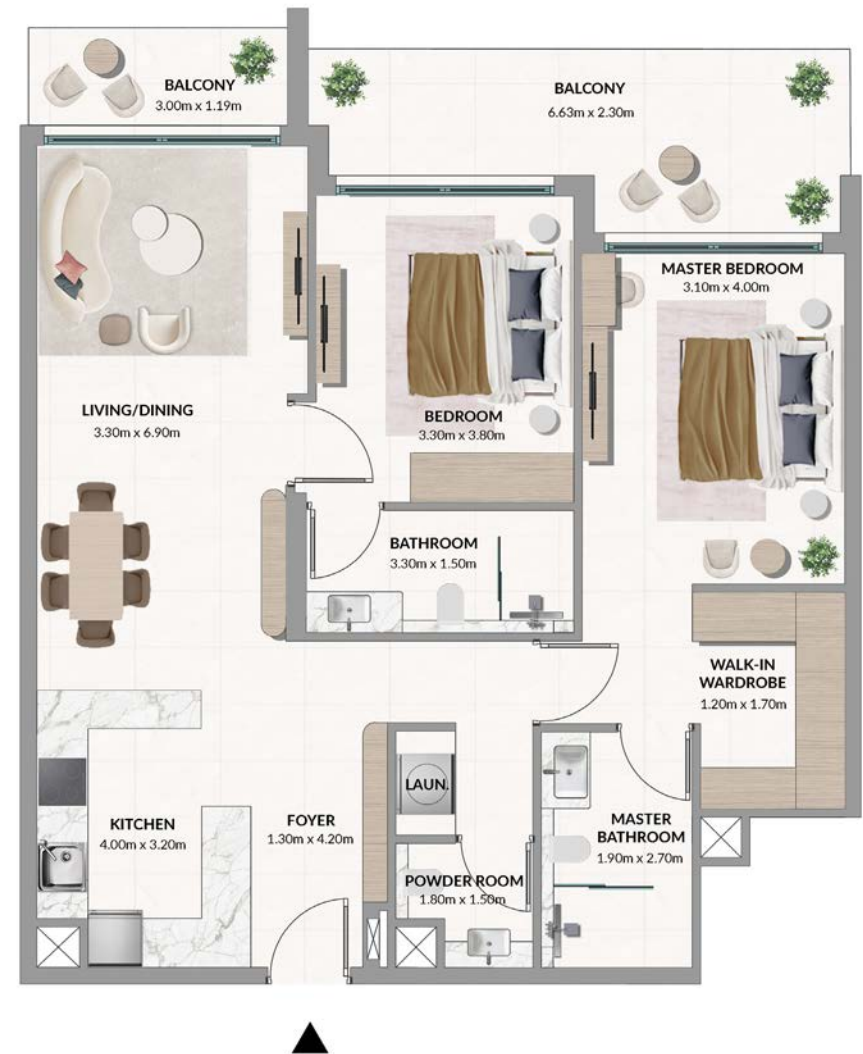 BALCONY
3.00m x 1.19m
BALCONY
6.63m x 2.30m
MASTER BEDROOM
3.10m x 4.00m
LIVING/DINING
3.30m x 6.90m
BEDROOM
3.30m x 3.80m
BATHROOM
3.30m x 1.50m
WALK-IN
WARDROBE
1.20m x 1.70m
LAUN.
KITCHEN
4.00m x 3.20m
FOYER
1.30m x 4.20m
MASTER
BATHROOM
1.90m x 2.70m
POWDER ROOM
1.80m x 1.50m